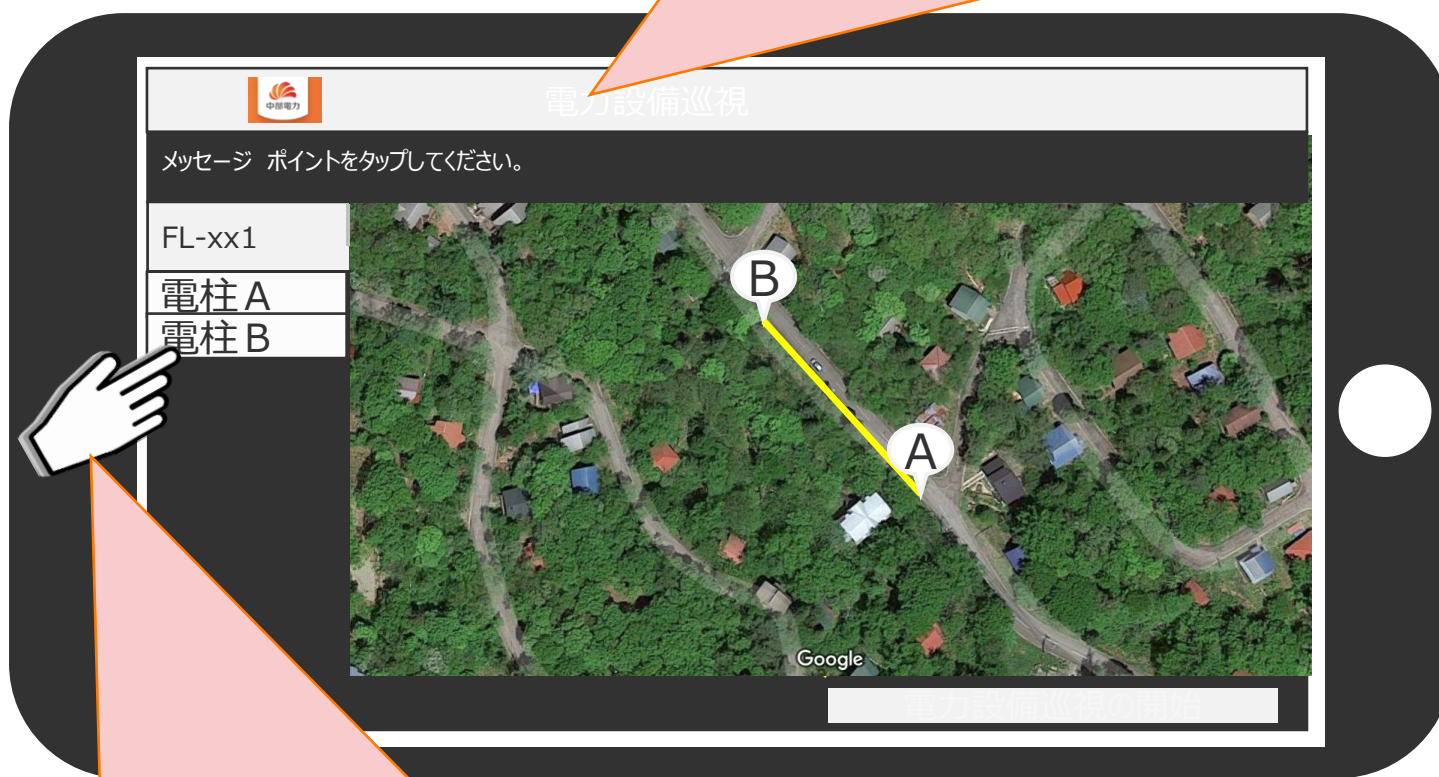 中部電力
電力設備巡視
メッセージ ポイントをタップしてください。
FL-xx1
電柱A
電柱B
B
A
Google
電力設備巡視の開始